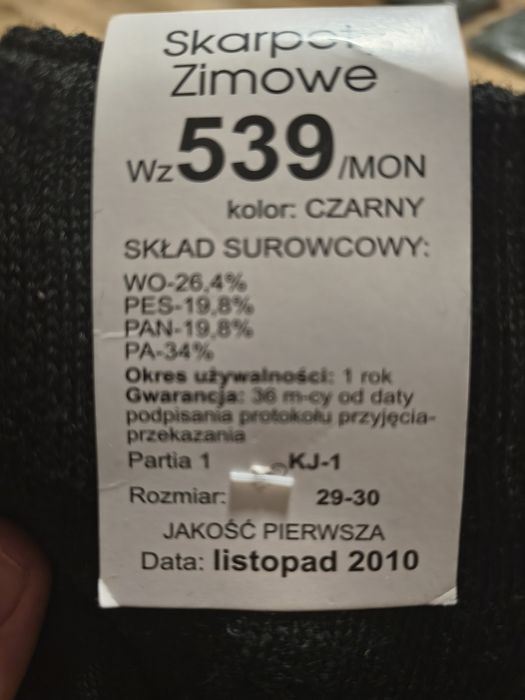 Zimowe
Wz 539/MON
kolor: CZARNY
SKŁAD SUROWCOWY:
WO-26,4%
PES-19,8%
PAN-19,8%
PA-34%
Okres używalności: 1 rok
Gwarancja: 36 m-cy od daty
podpisania protokołu przyjęcia-
przekazania
Partia 1 KJ-1
Rozmiar: 29-30
JAKOŚĆ PIERWSZA
Data: listopad 2010